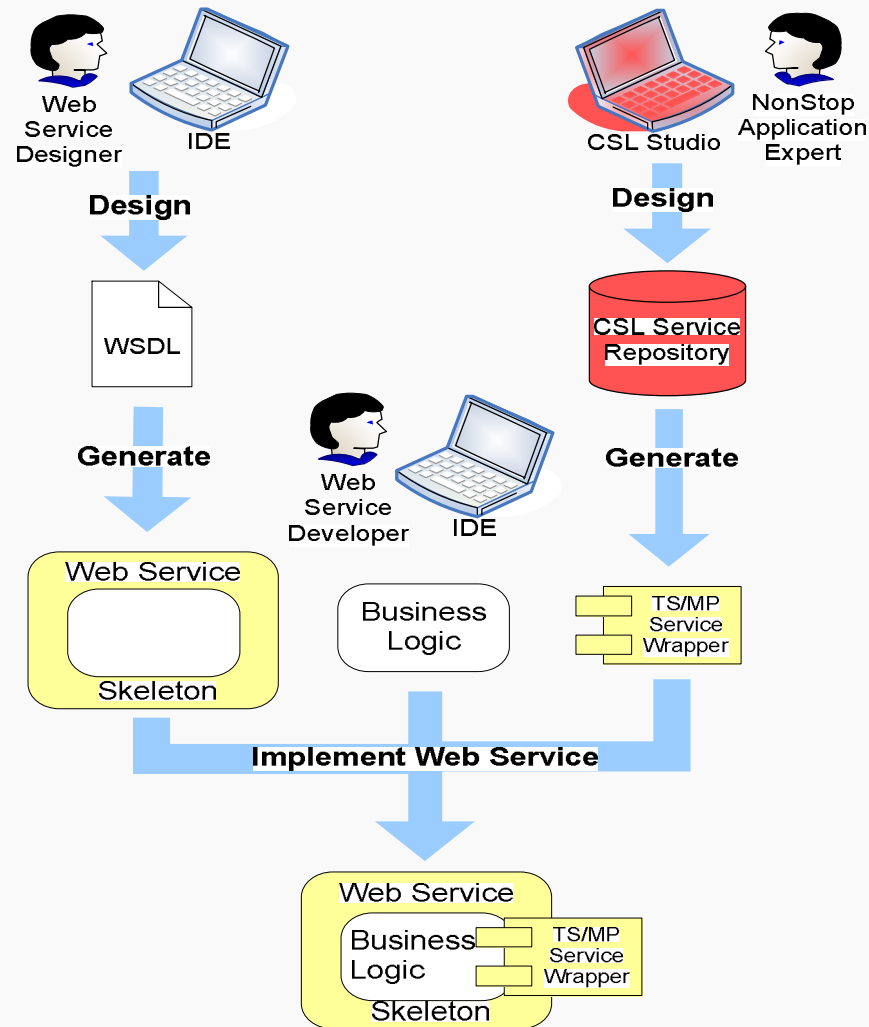 Web
Service
Designer
IDE
CSL Studio
NonStop
Application
Expert
Design
Design
WSDL
CSL Service
Repository
Generate
Web
Service
Developer
IDE
Generate
Web Service
Skeleton
Business
Logic
TS/MP
Service
Wrapper
Implement Web Service
Web Service
Business
Logic
TS/MP
Service
Wrapper
Skeleton